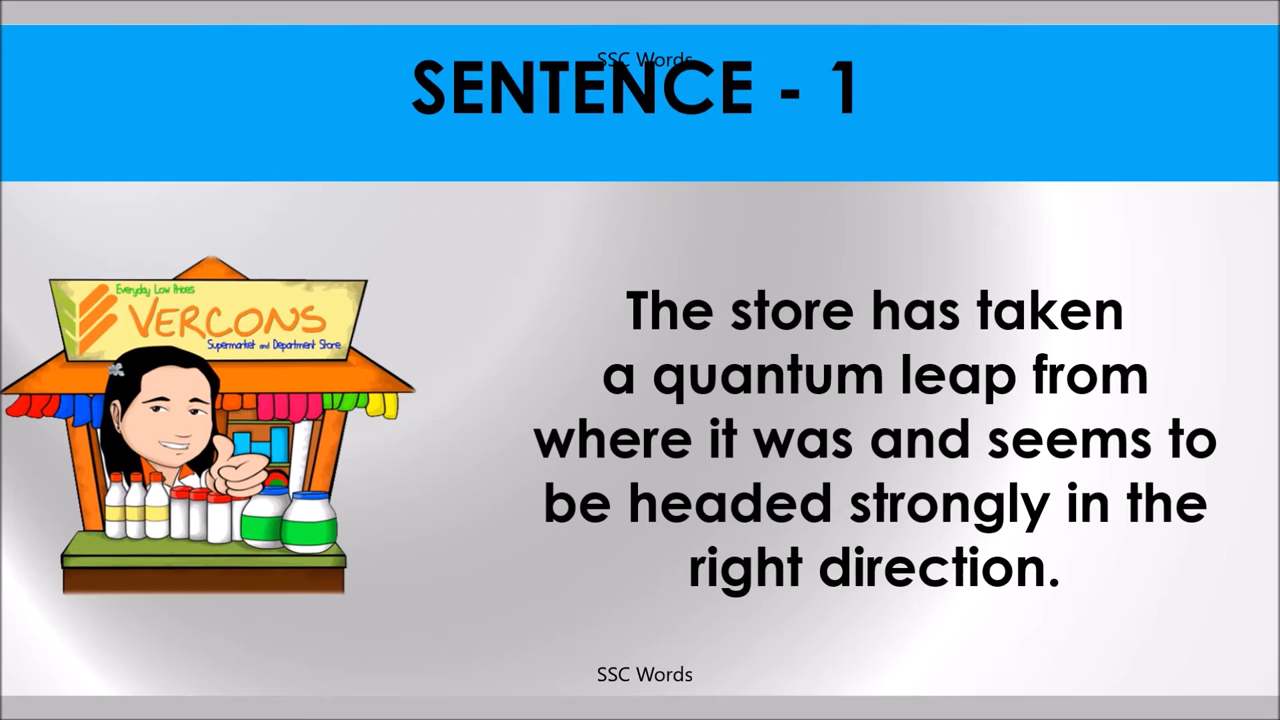 SSC Words
SENTENCE - 1
Everyday Low Prices
VERCONS
Supermarket and Department Store
The store has taken
a quantum leap from
where it was and seems to
be headed strongly in the
right direction.
SSC Words